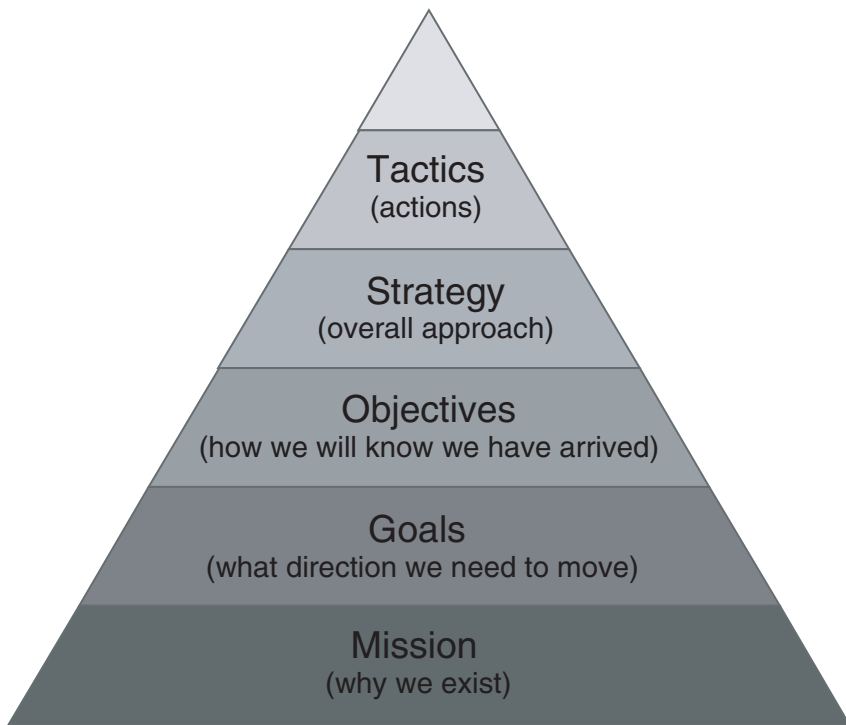 Tactics
(actions)
Strategy
(overall approach)
Objectives
(how we will know we have arrived)
Goals
(what direction we need to move)
Mission
(why we exist)